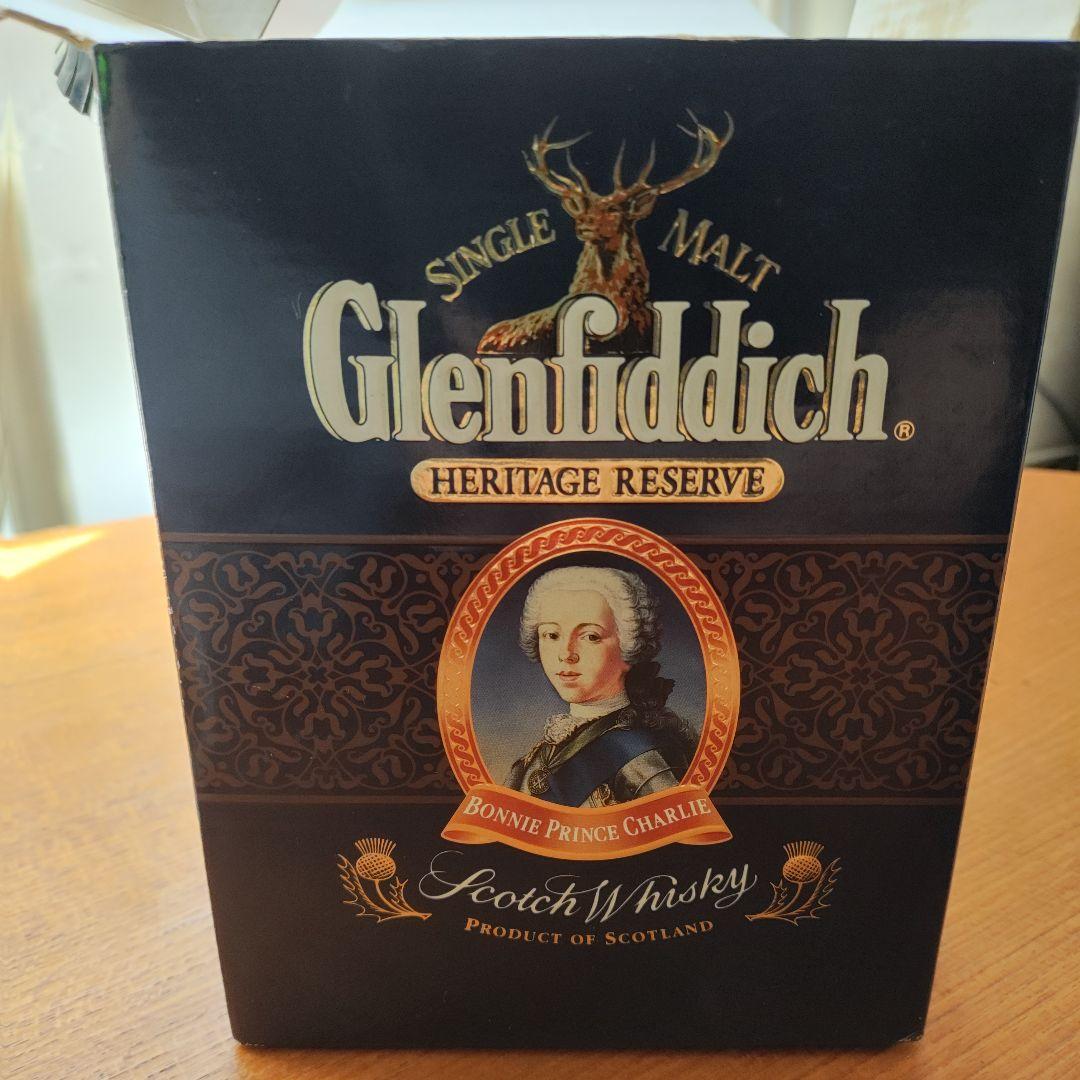 SINGLE MALT
Glenfiddich®
HERITAGE RESERVE
BONNIE PRINCE CHARLIE
Scotch Whisky
PRODUCT OF SCOTLAND